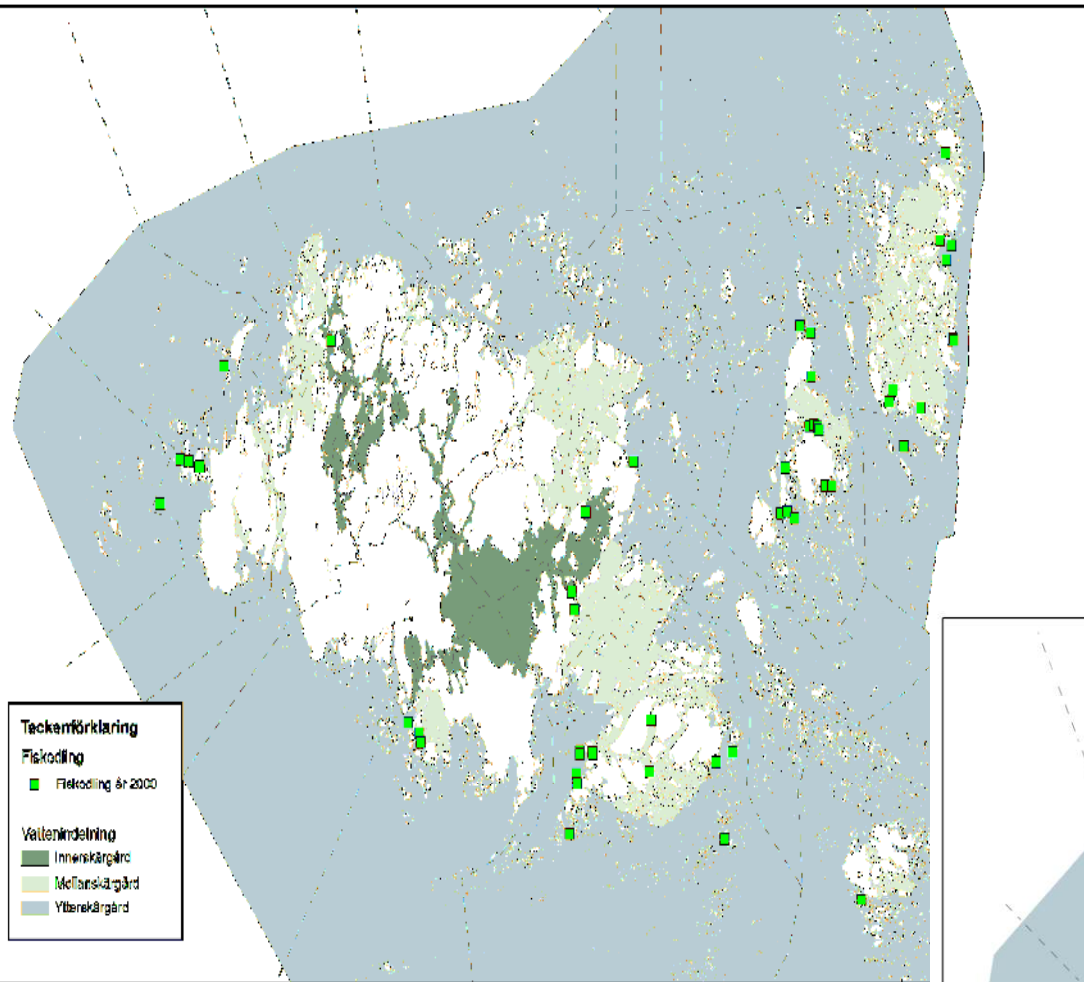 Teckenförklaring
Fiskodling
Fiskodling år 2000
Vattenindelning
Innerskärgård
Mellanskärgård
Ytterskärgård